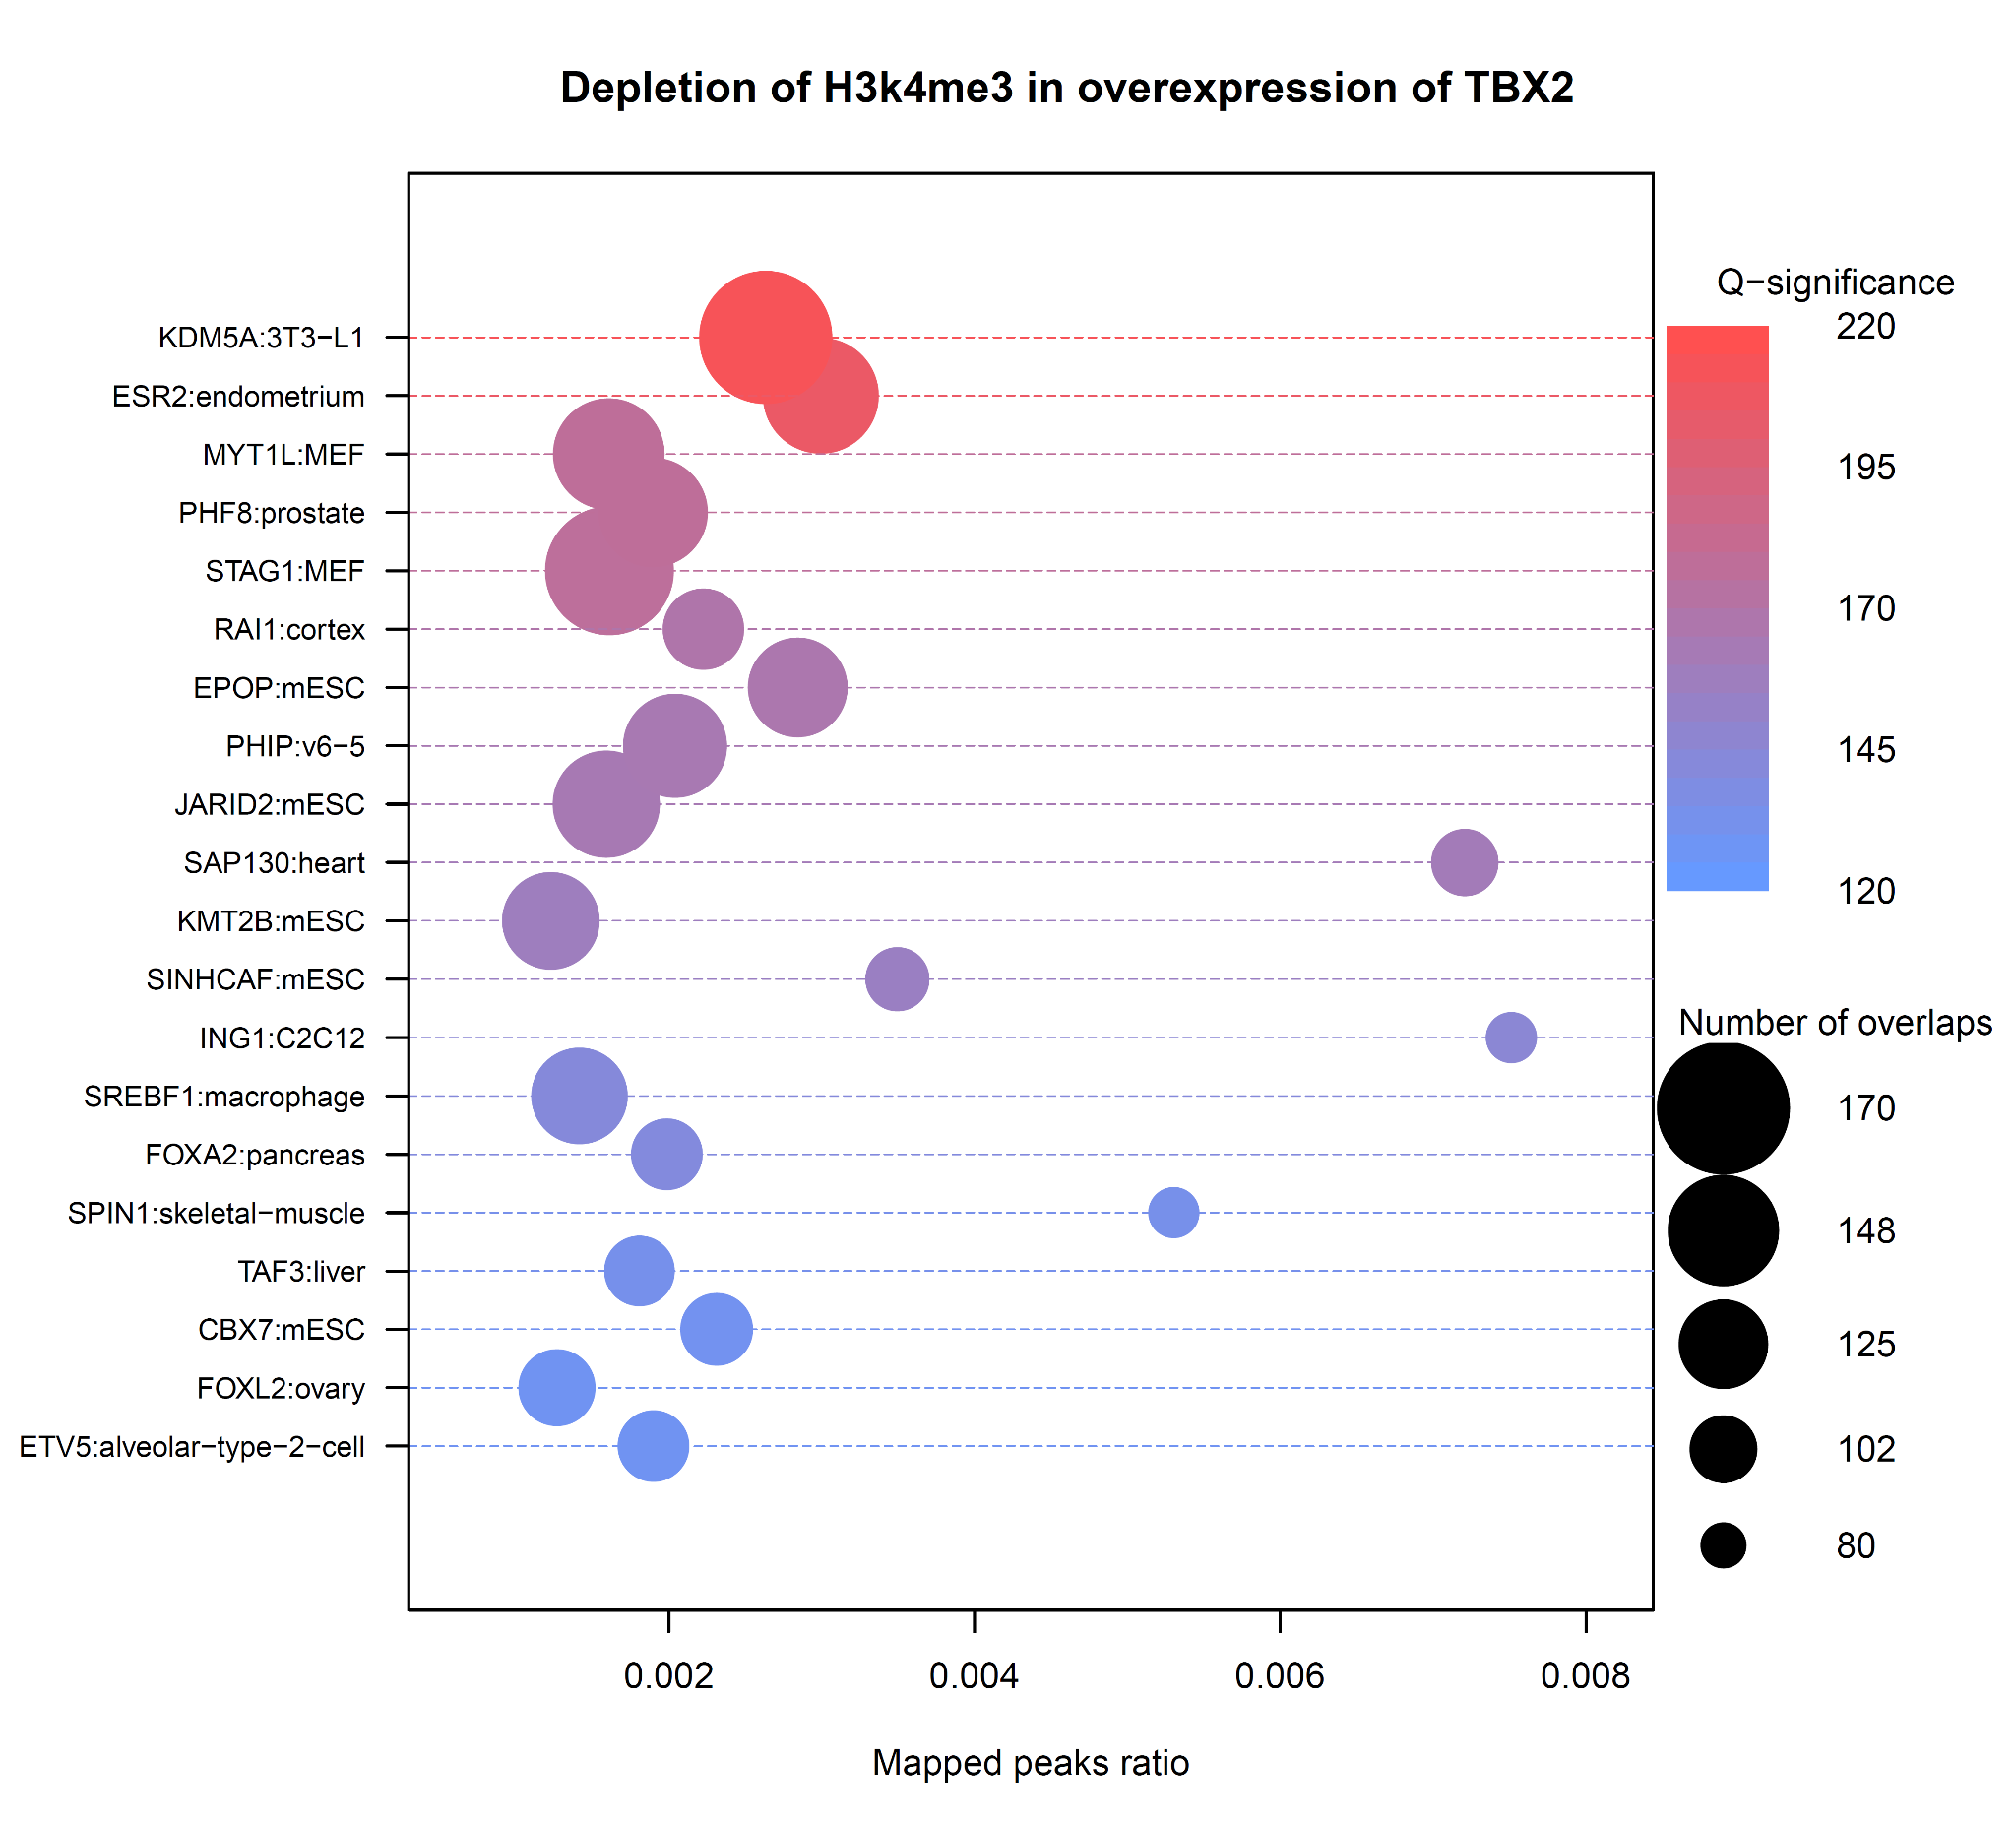 Depletion of H3k4me3 in overexpression of TBX2
KDM5A:3T3−L1
ESR2:endometrium
MYT1L:MEF
PHF8:prostate
STAG1:MEF
RAI1:cortex
EPOP:mESC
PHIP:v6−5
JARID2:mESC
SAP130:heart
KMT2B:mESC
SINHCAF:mESC
ING1:C2C12
SREBF1:macrophage
FOXA2:pancreas
SPIN1:skeletal−muscle
TAF3:liver
CBX7:mESC
FOXL2:ovary
ETV5:alveolar−type−2−cell
0.002 0.004 0.006 0.008
Mapped peaks ratio
Q−significance
220
195
170
145
120
Number of overlaps
170
148
125
102
80